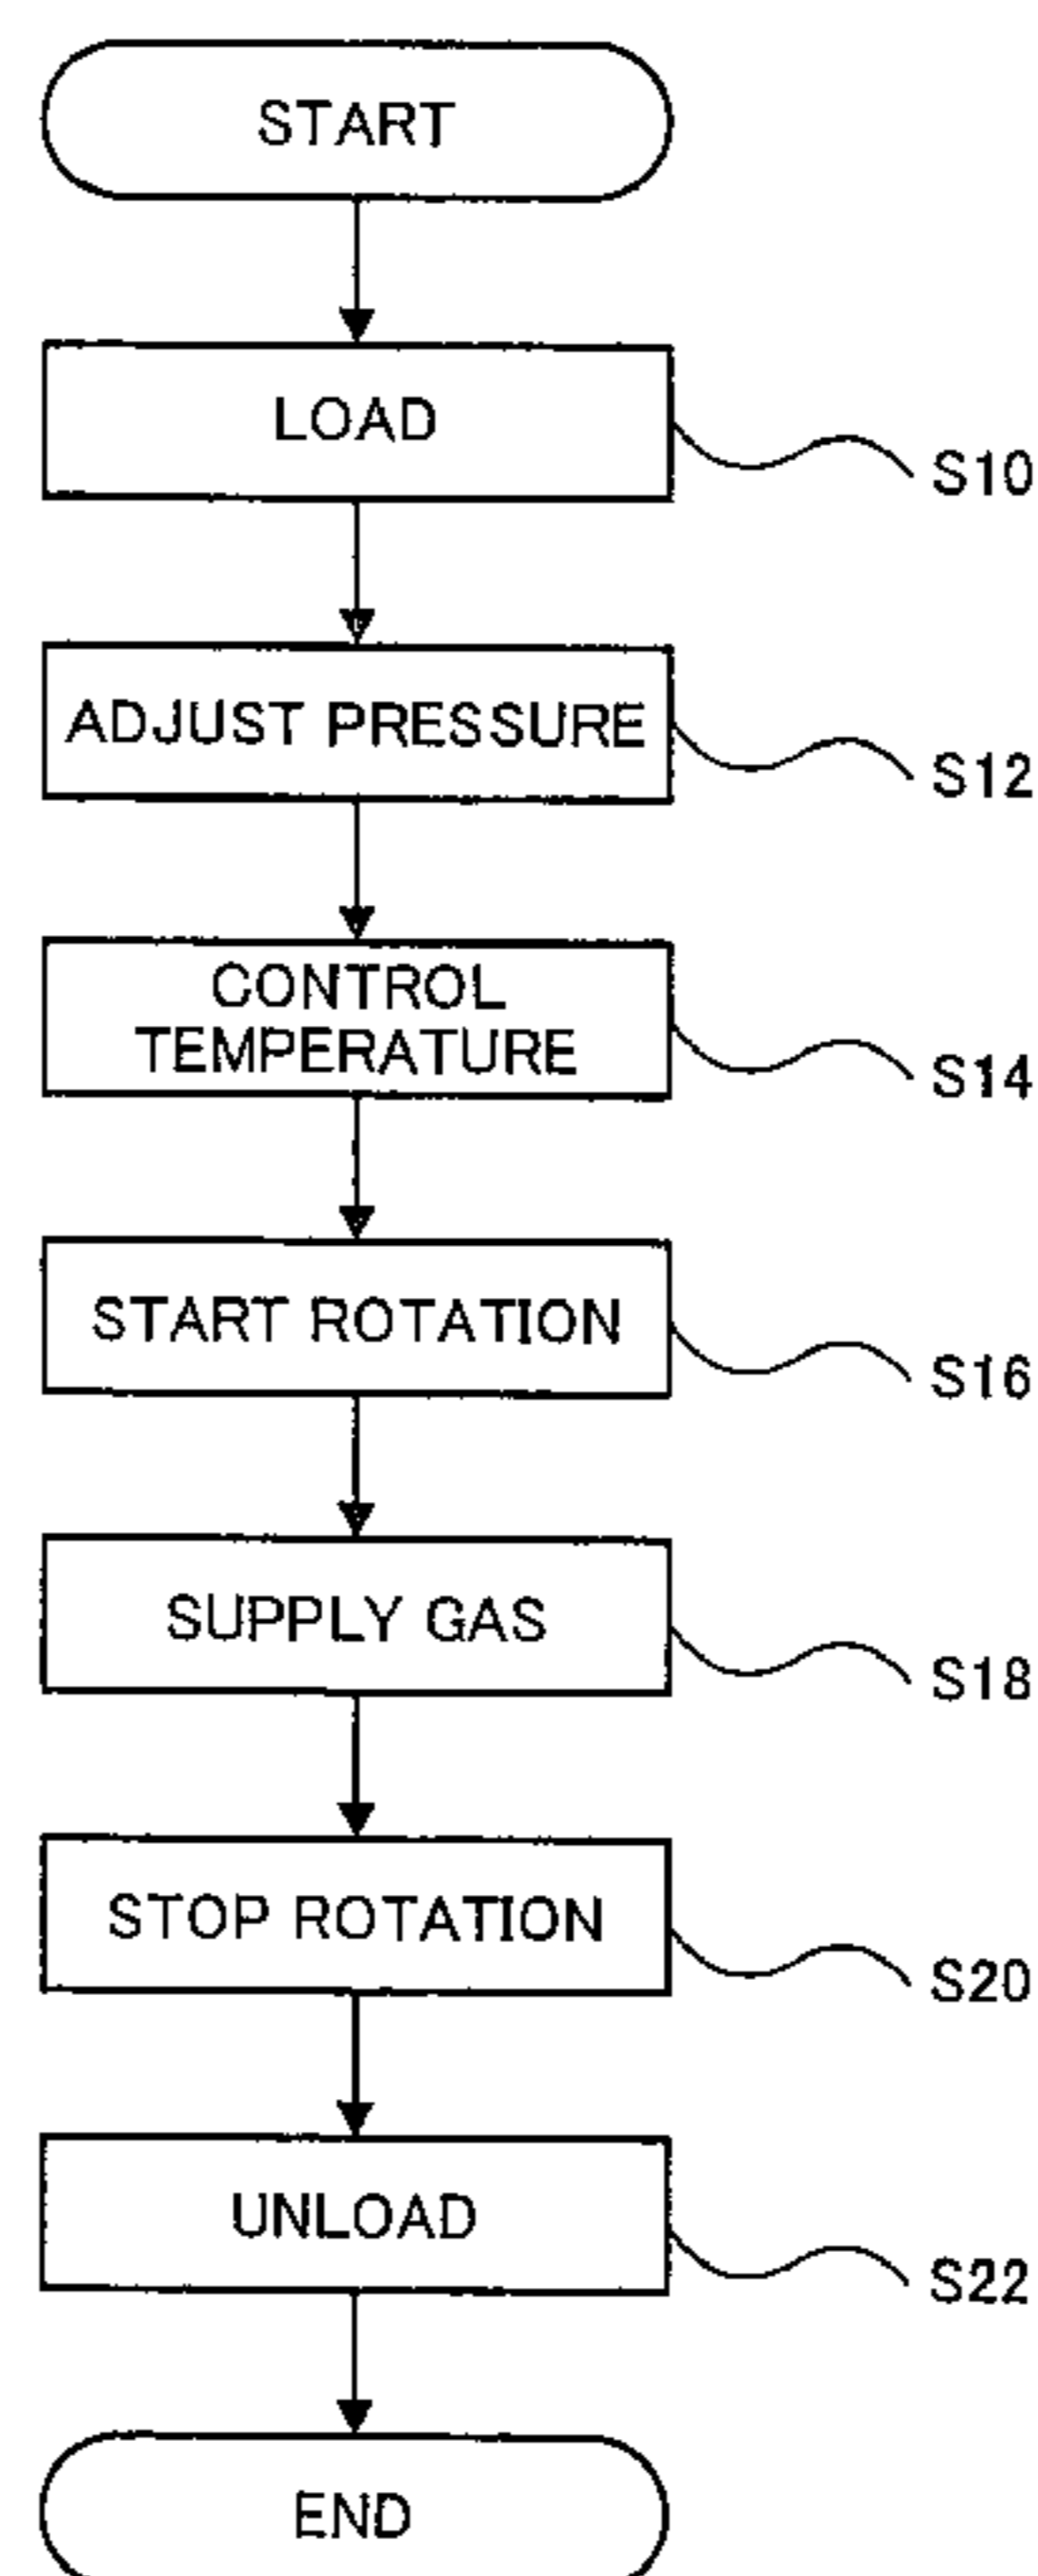 START
LOAD
S10
ADJUST PRESSURE
S12
CONTROL
TEMPERATURE
S14
START ROTATION
S16
SUPPLY GAS
S18
STOP ROTATION
S20
UNLOAD
S22
END